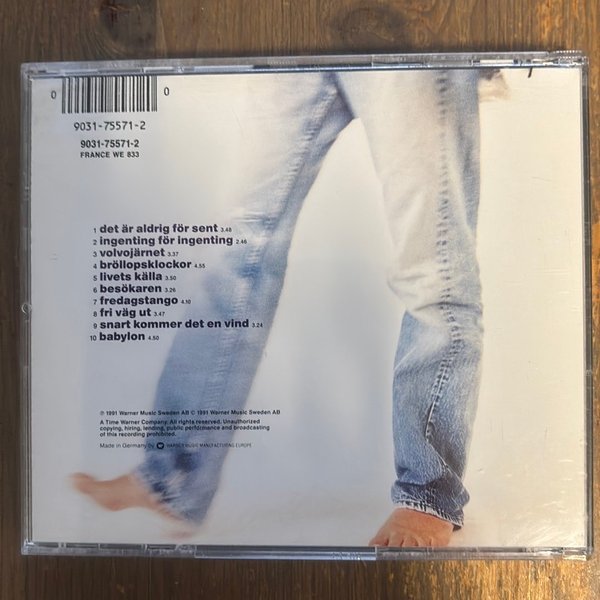 0 0
9031-75571-2
9031-75571-2
FRANCE WE 833
1 det är aldrig för sent 3.48
2 ingenting för ingenting 2.46
3 volvojärnet 3.37
4 bröllopsklockor 4.55
5 livets källa 3.50
6 besökaren 3.26
7 fredagstango 4.10
8 fri väg ut 3.47
9 snart kommer det en vind 3.24
10 babylon 4.50
℗ 1991 Warner Music Sweden AB © 1991 Warner Music Sweden AB
A Time Warner Company. All rights reserved. Unauthorized
copying, hiring, lending, public performance and broadcasting
of this recording prohibited.
Made in Germany by WARNER MUSIC MANUFACTURING EUROPE.